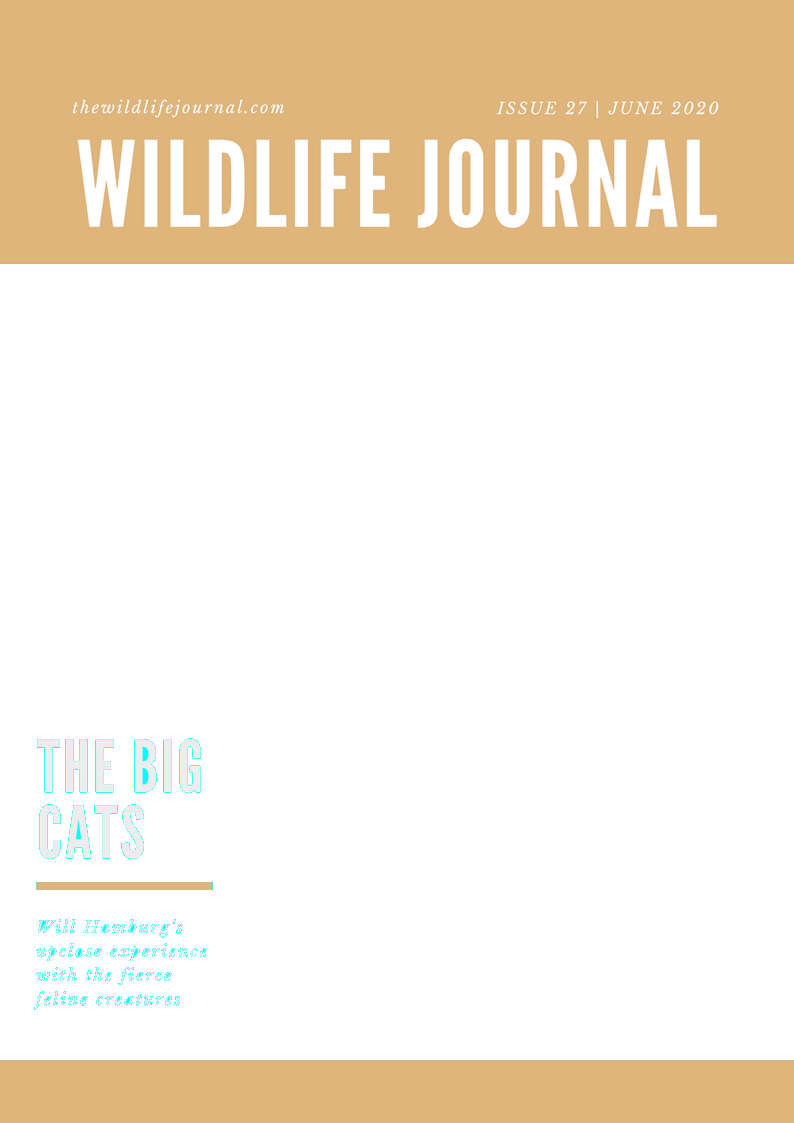 thewildlifejournal.com
ISSUE 27 | JUNE 2020
WILDLIFE JOURNAL
THE BIG
CATS
Will Hamburg's
upclose experience
with the fierce
feline creatures